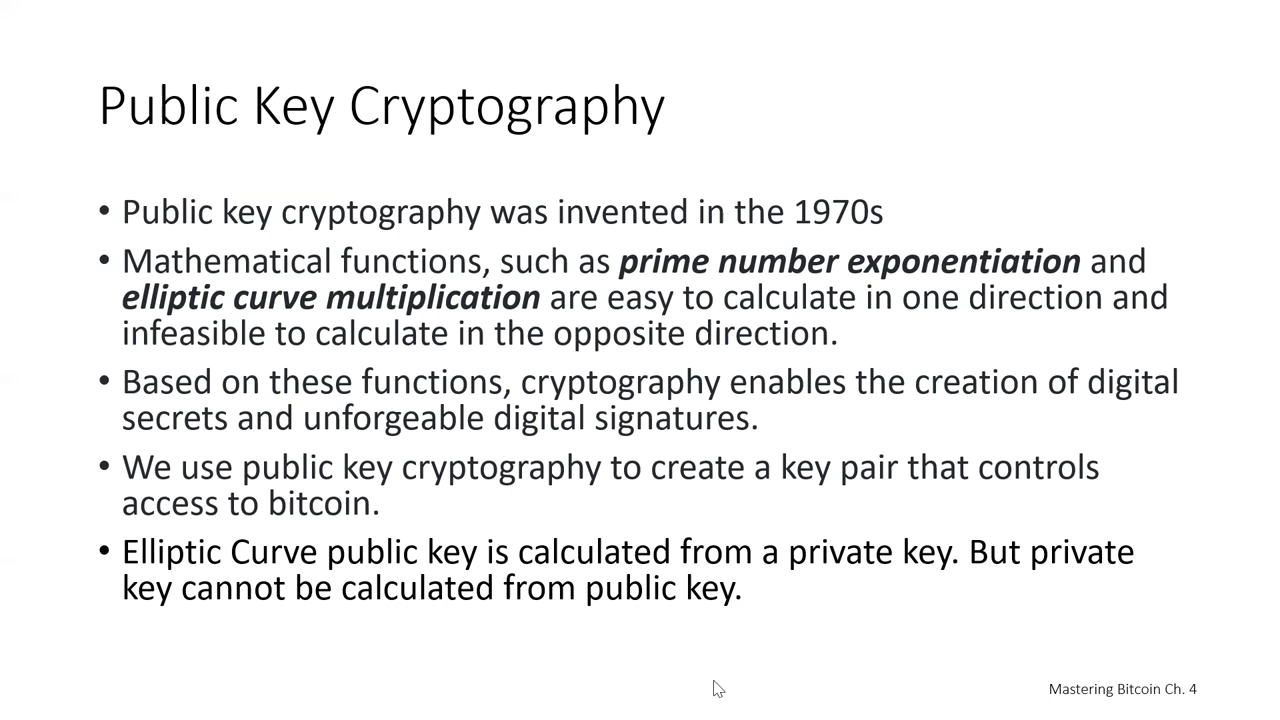 Public Key Cryptography
• Public key cryptography was invented in the 1970s
• Mathematical functions, such as prime number exponentiation and
elliptic curve multiplication are easy to calculate in one direction and
infeasible to calculate in the opposite direction.
• Based on these functions, cryptography enables the creation of digital
secrets and unforgeable digital signatures.
• We use public key cryptography to create a key pair that controls
access to bitcoin.
• Elliptic Curve public key is calculated from a private key. But private
key cannot be calculated from public key.
Mastering Bitcoin Ch. 4